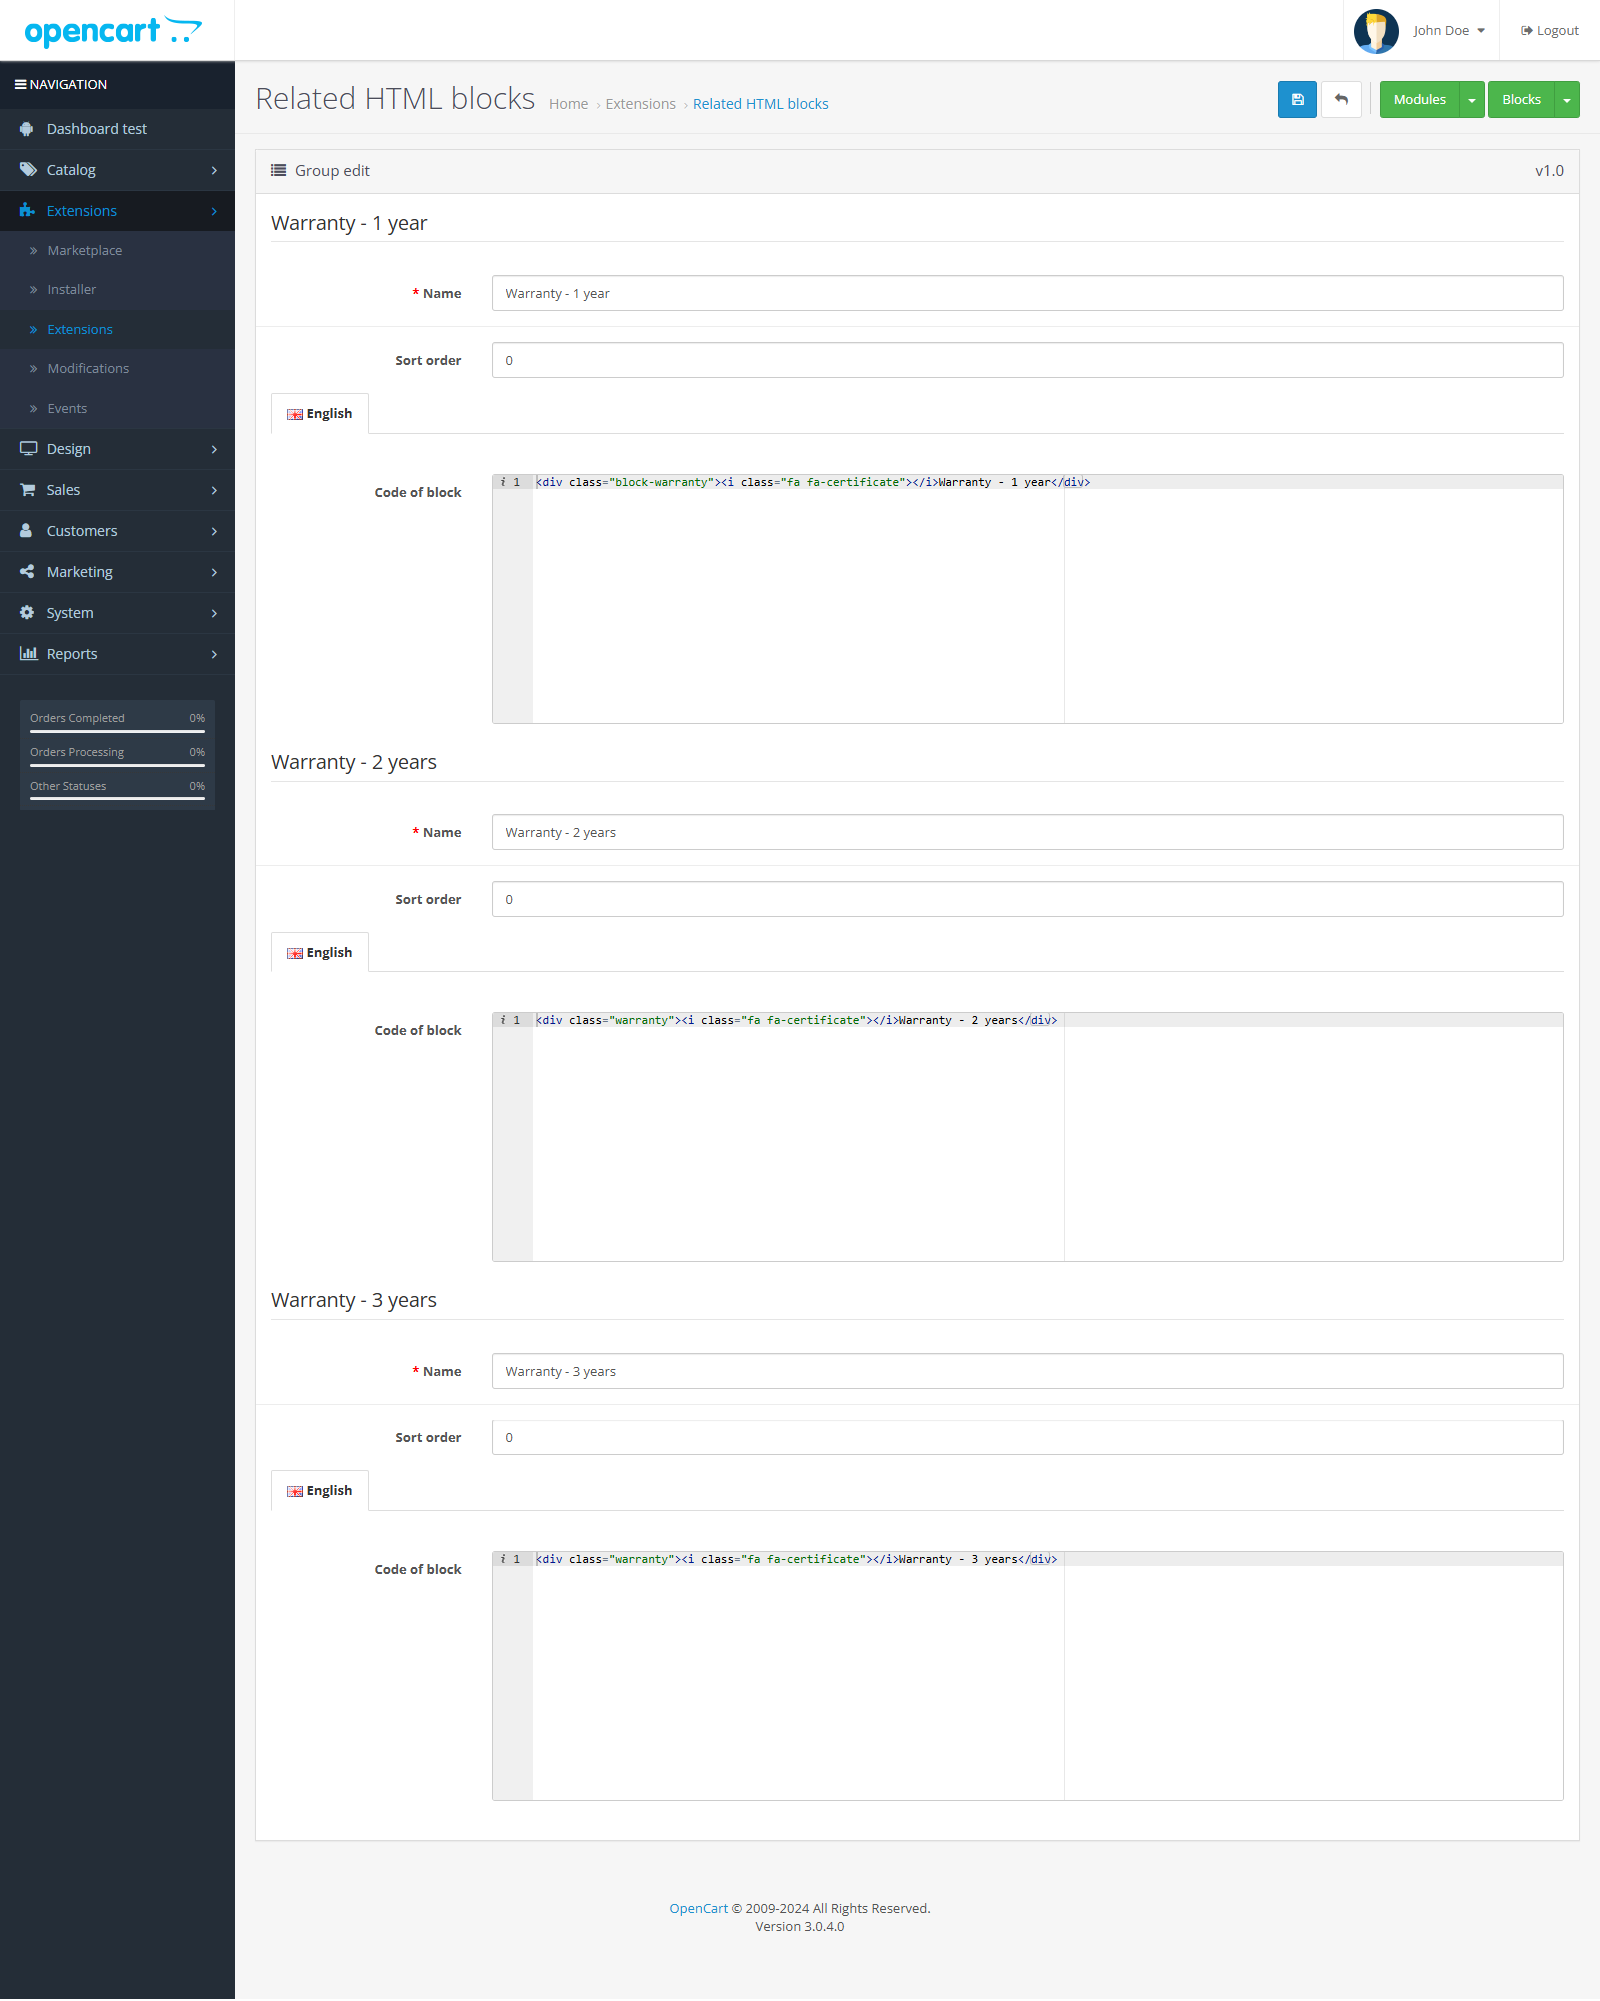 opencart
John Doe
Logout
NAVIGATION
Dashboard test
Catalog
Extensions
Marketplace
Installer
Extensions
Modifications
Events
Design
Sales
Customers
Marketing
System
Reports
Orders Completed 0%
Orders Processing 0%
Other Statuses 0%
Related HTML blocks
Home › Extensions › Related HTML blocks
Modules
Blocks
Group edit
v1.0
Warranty - 1 year
* Name Warranty - 1 year
Sort order 0
English
Code of block
i 1 <div class="block-warranty"><i class="fa fa-certificate"></i>Warranty - 1 year</div>
Warranty - 2 years
* Name Warranty - 2 years
Sort order 0
English
Code of block
i 1 <div class="warranty"><i class="fa fa-certificate"></i>Warranty - 2 years</div>
Warranty - 3 years
* Name Warranty - 3 years
Sort order 0
English
Code of block
i 1 <div class="warranty"><i class="fa fa-certificate"></i>Warranty - 3 years</div>
OpenCart © 2009-2024 All Rights Reserved.
Version 3.0.4.0